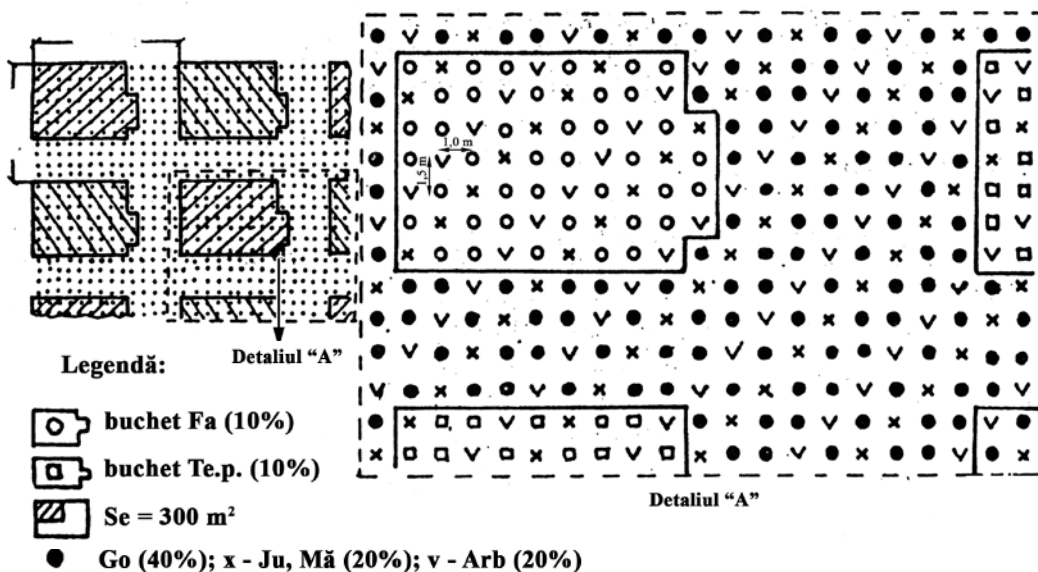 1,0 m
1,5 m
Detaliul “A”
Detaliul “A”
Legendă:
buchet Fa (10%)
buchet Te.p. (10%)
Se = 300 m²
Go (40%); x - Ju, Mă (20%); v - Arb (20%)